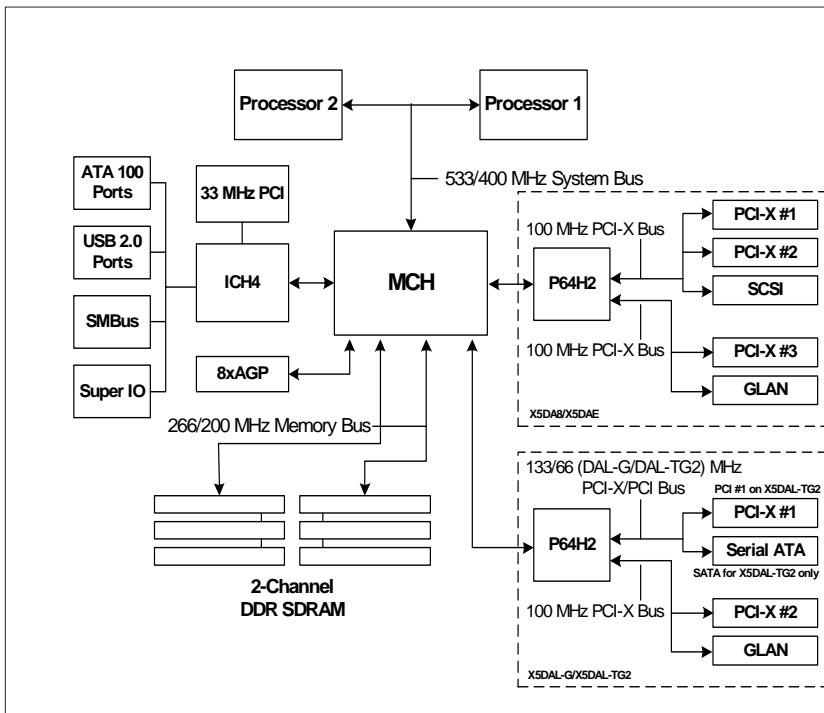 Processor 2
Processor 1
533/400 MHz System Bus
ATA 100
Ports
33 MHz PCI
USB 2.0
Ports
ICH4
MCH
SMBus
Super IO
8xAGP
266/200 MHz Memory Bus
2-Channel
DDR SDRAM
100 MHz PCI-X Bus
P64H2
PCI-X #1
PCI-X #2
SCSI
100 MHz PCI-X Bus
PCI-X #3
GLAN
X5DA8/X5DAE
133/66 (DAL-G/DAL-TG2) MHz
PCI-X/PCI Bus
PCI #1 on X5DAL-TG2
PCI-X #1
P64H2
Serial ATA
SATA for X5DAL-TG2 only
100 MHz PCI-X Bus
PCI-X #2
GLAN
X5DAL-G/X5DAL-TG2